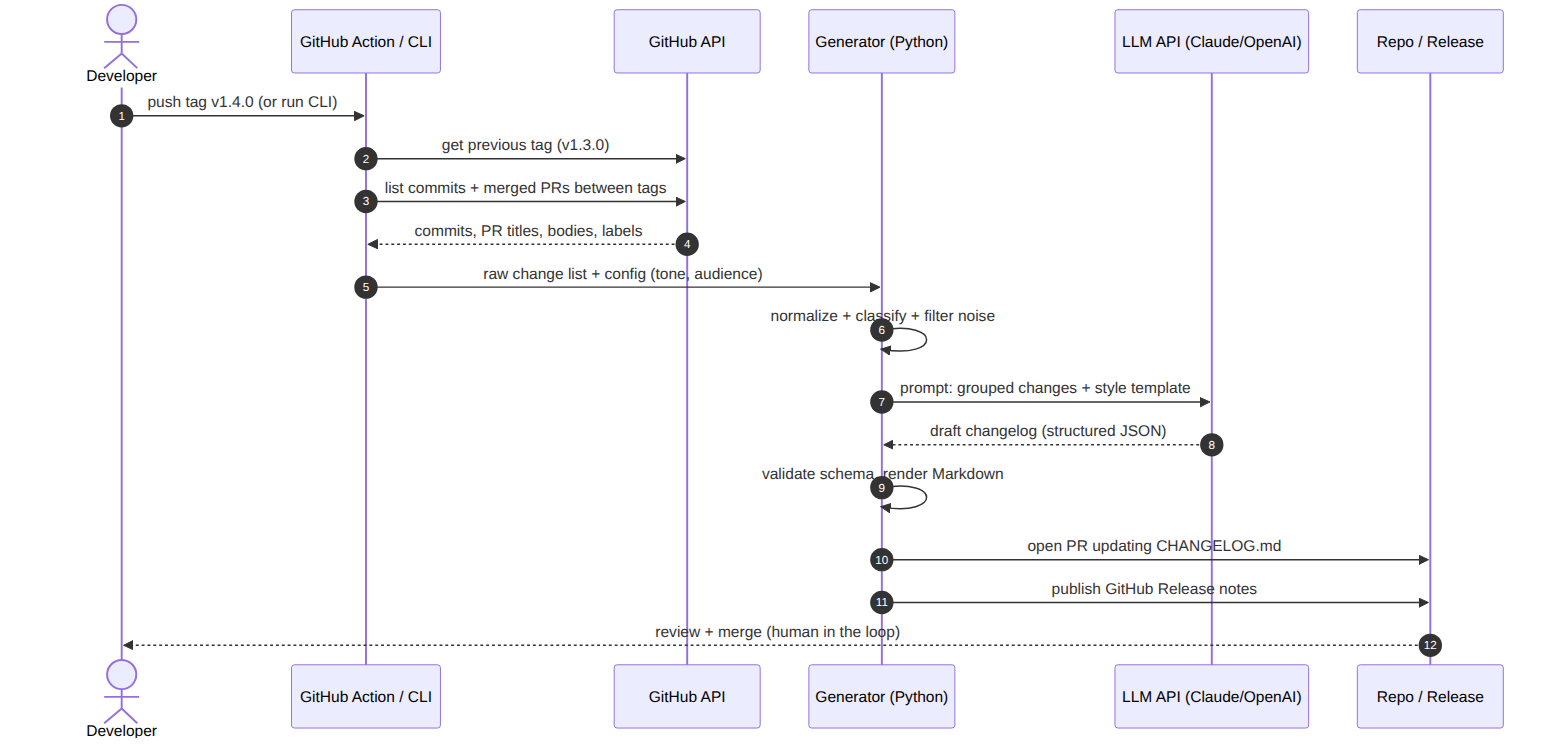 GitHub Action / CLI
GitHub API
Generator (Python)
LLM API (Claude/OpenAI)
Repo / Release
Developer
push tag v1.4.0 (or run CLI)
1
get previous tag (v1.3.0)
2
list commits + merged PRs between tags
3
commits, PR titles, bodies, labels
4
raw change list + config (tone, audience)
5
normalize + classify + filter noise
6
prompt: grouped changes + style template
7
draft changelog (structured JSON)
8
validate schema, render Markdown
9
open PR updating CHANGELOG.md
10
publish GitHub Release notes
11
review + merge (human in the loop)
12
GitHub Action / CLI
GitHub API
Generator (Python)
LLM API (Claude/OpenAI)
Repo / Release
Developer